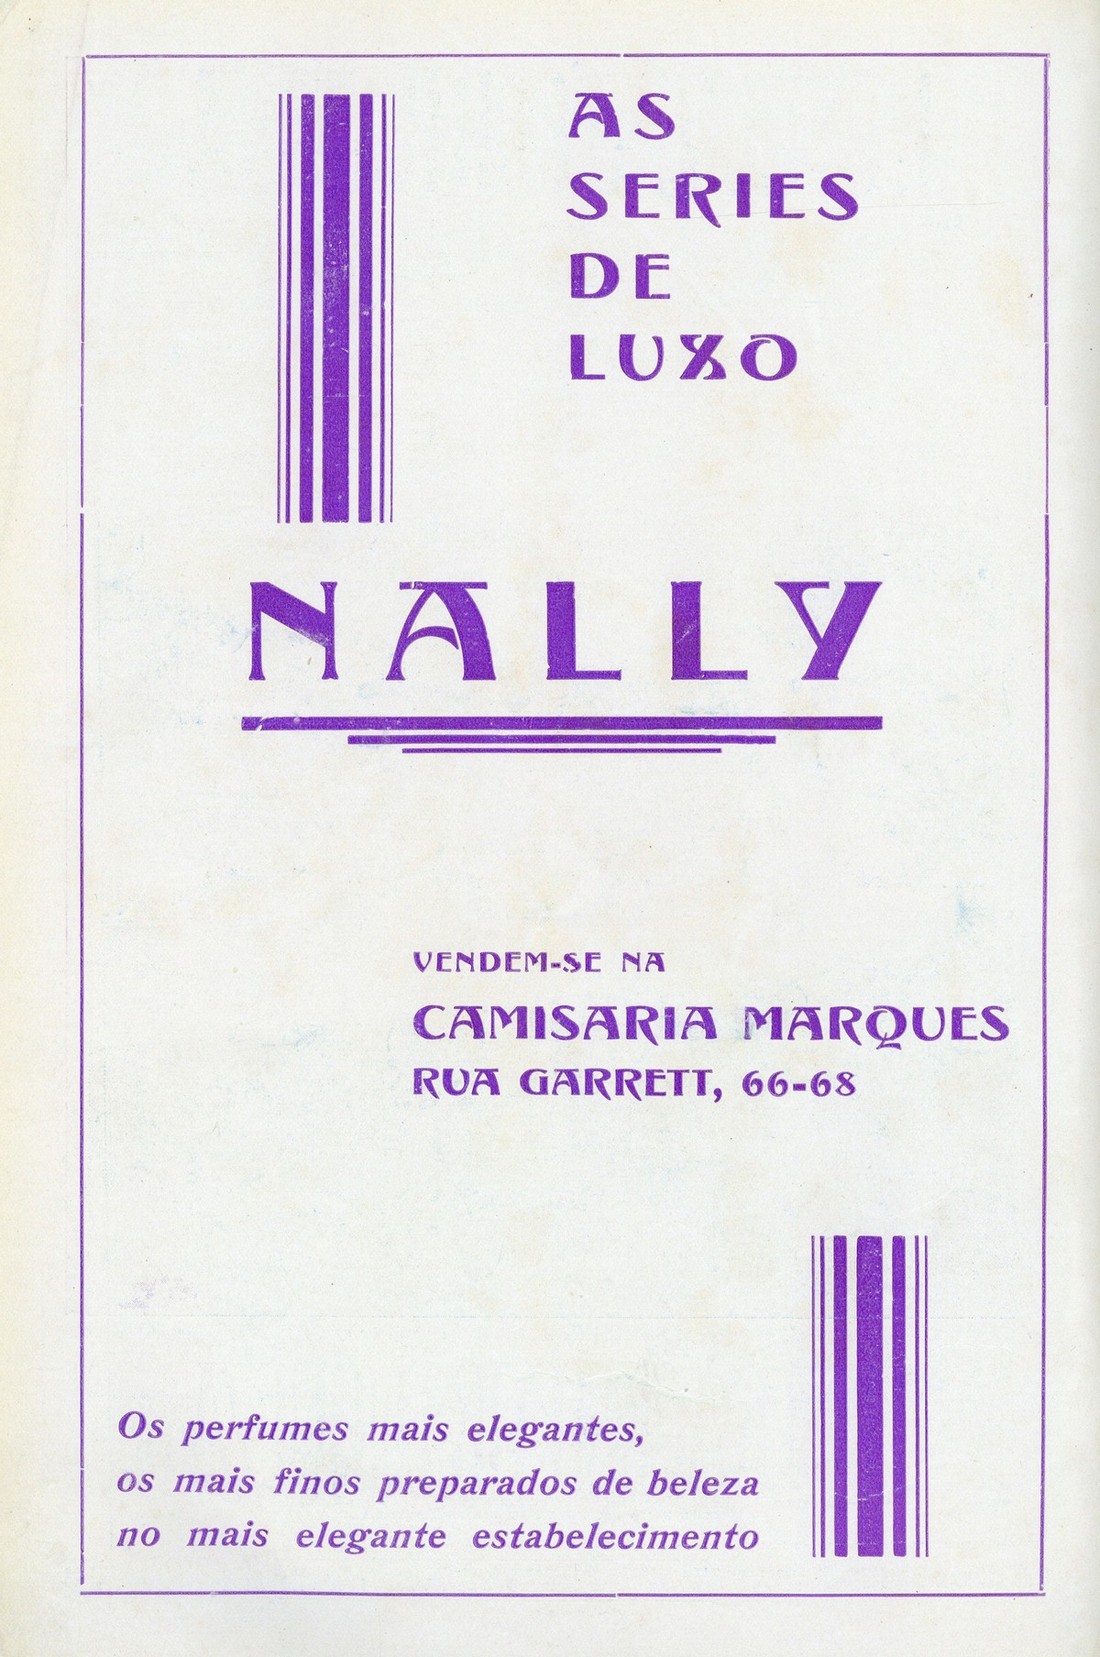 AS
SERIES
DE
LUXO
NALLY
VENDEM-SE NA
CAMISARIA MARQUES
RUA GARRETT, 66-68
Os perfumes mais elegantes,
os mais finos preparados de beleza
no mais elegante estabelecimento